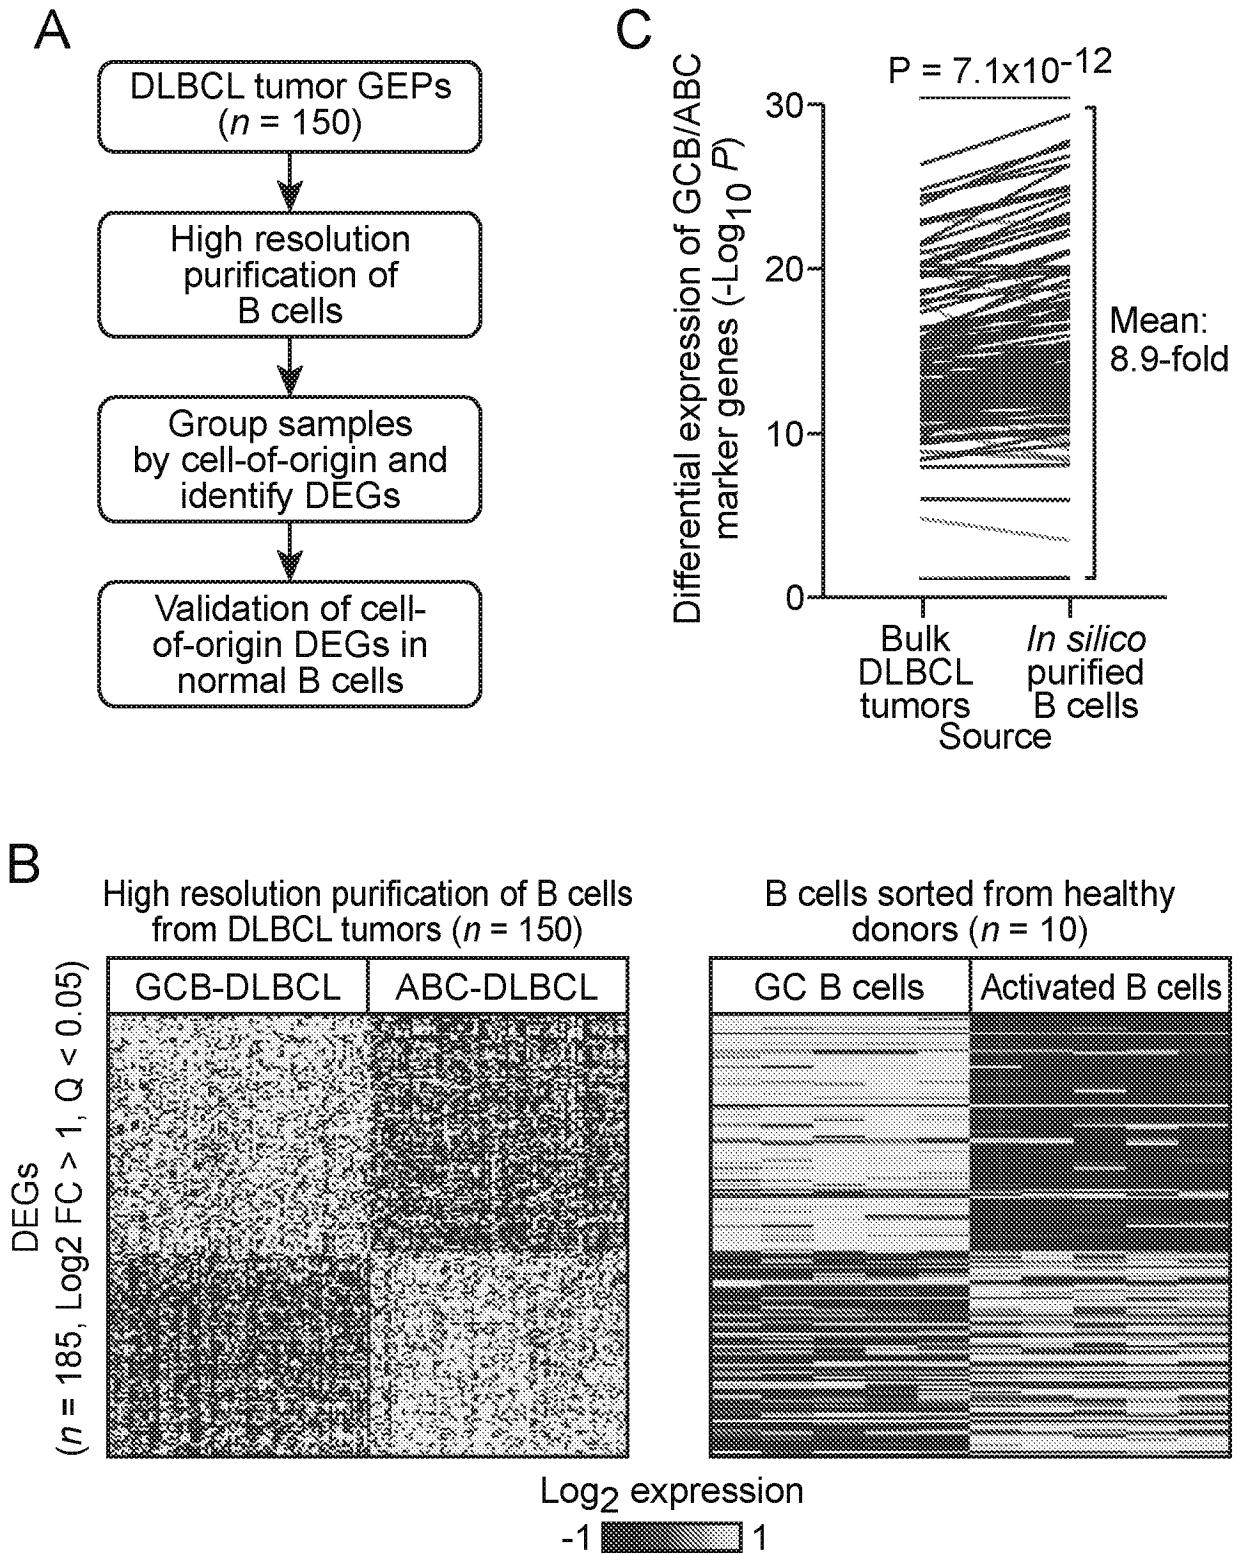 A
DLBCL tumor GEPs
(n = 150)
High resolution
purification of
B cells
Group samples
by cell-of-origin and
identify DEGs
Validation of cell-
of-origin DEGs in
normal B cells
C
Differential expression of GCB/ABC
marker genes (-Log10 P)
P = 7.1x10-12
30
20
10
0
Mean:
8.9-fold
Bulk
DLBCL
tumors
In silico
purified
B cells
Source
B
High resolution purification of B cells
from DLBCL tumors (n = 150)
GCB-DLBCL
ABC-DLBCL
DEGs
(n = 185, Log2 FC > 1, Q < 0.05)
B cells sorted from healthy
donors (n = 10)
GC B cells
Activated B cells
Log2 expression
-1
1